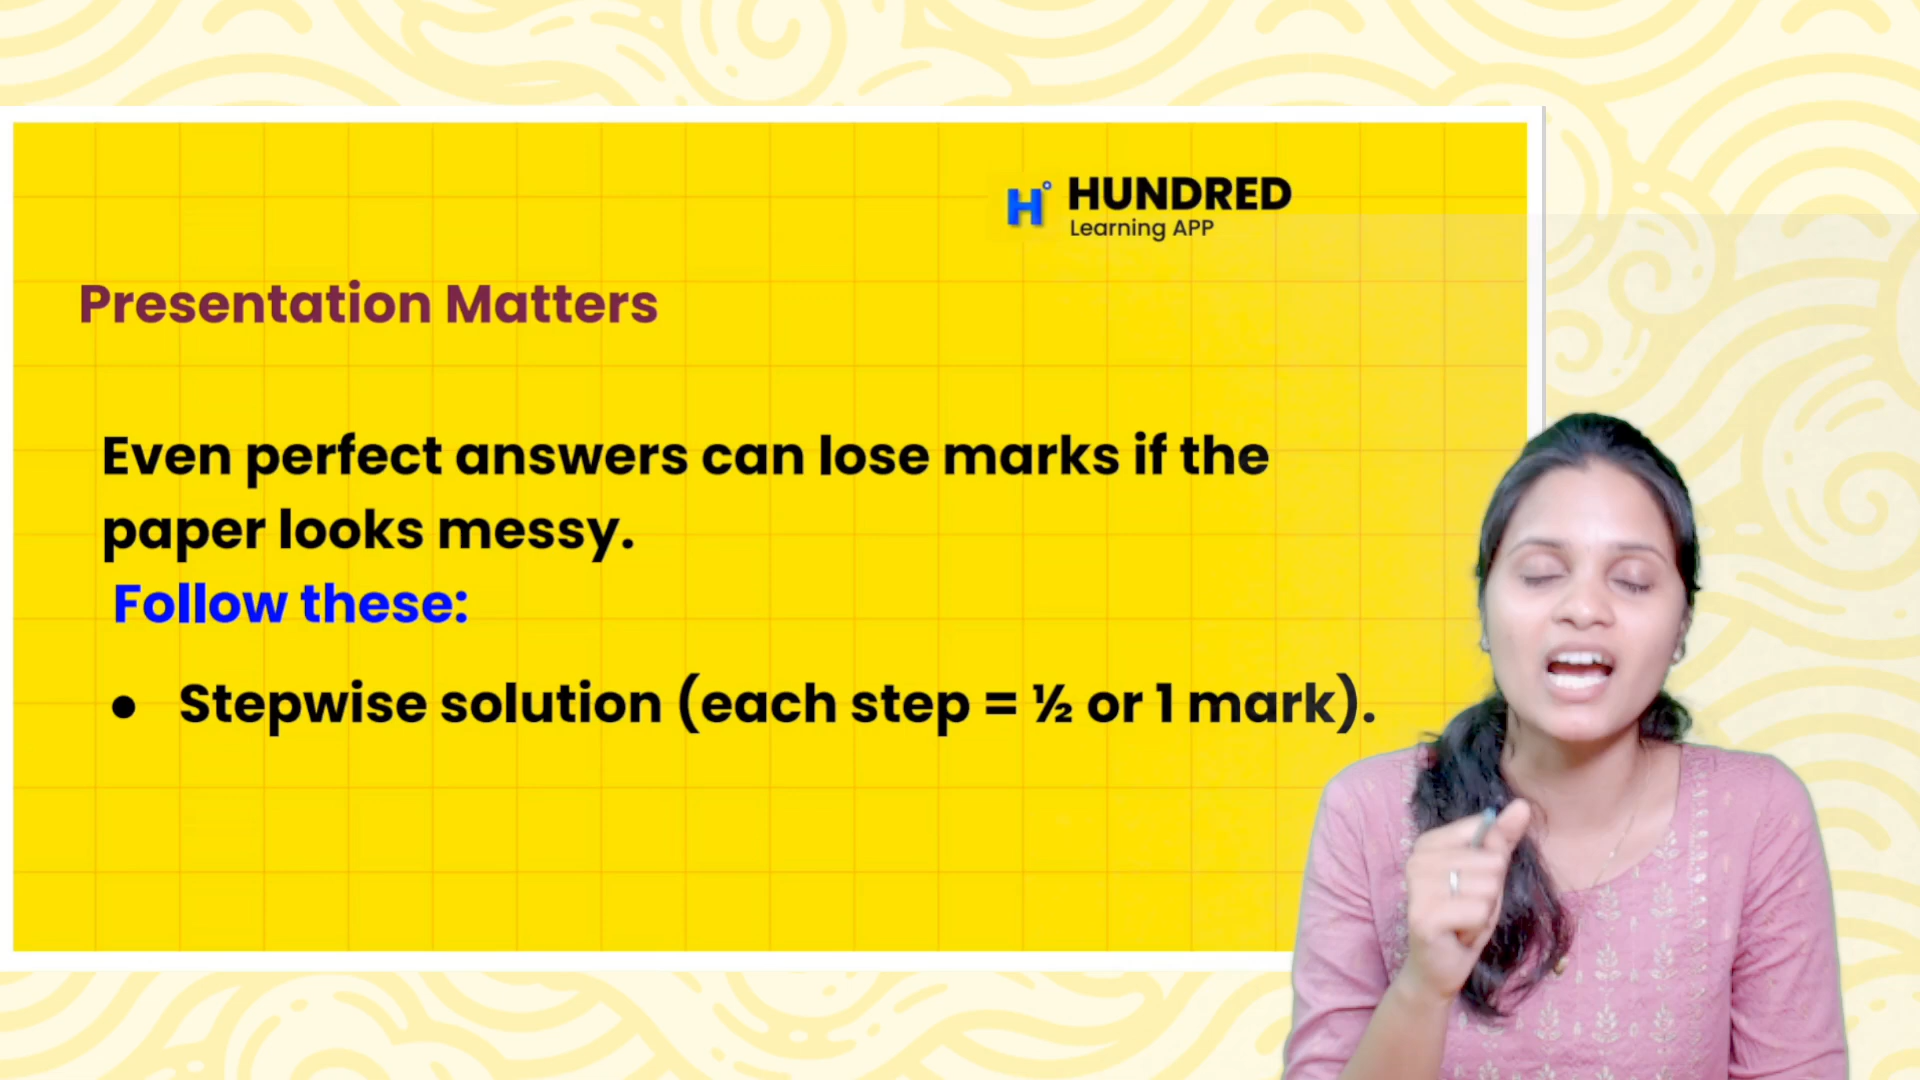 H° HUNDRED
Learning APP
Presentation Matters
Even perfect answers can lose marks if the
paper looks messy.
Follow these:
● Stepwise solution (each step = ½ or 1 mark).